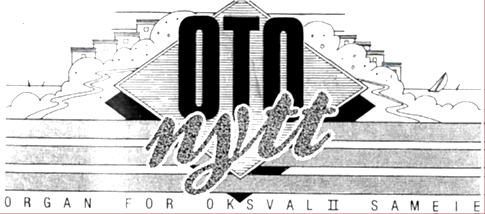 OTO
nytt
ORGAN FOR OKSVAL II SAMEIE